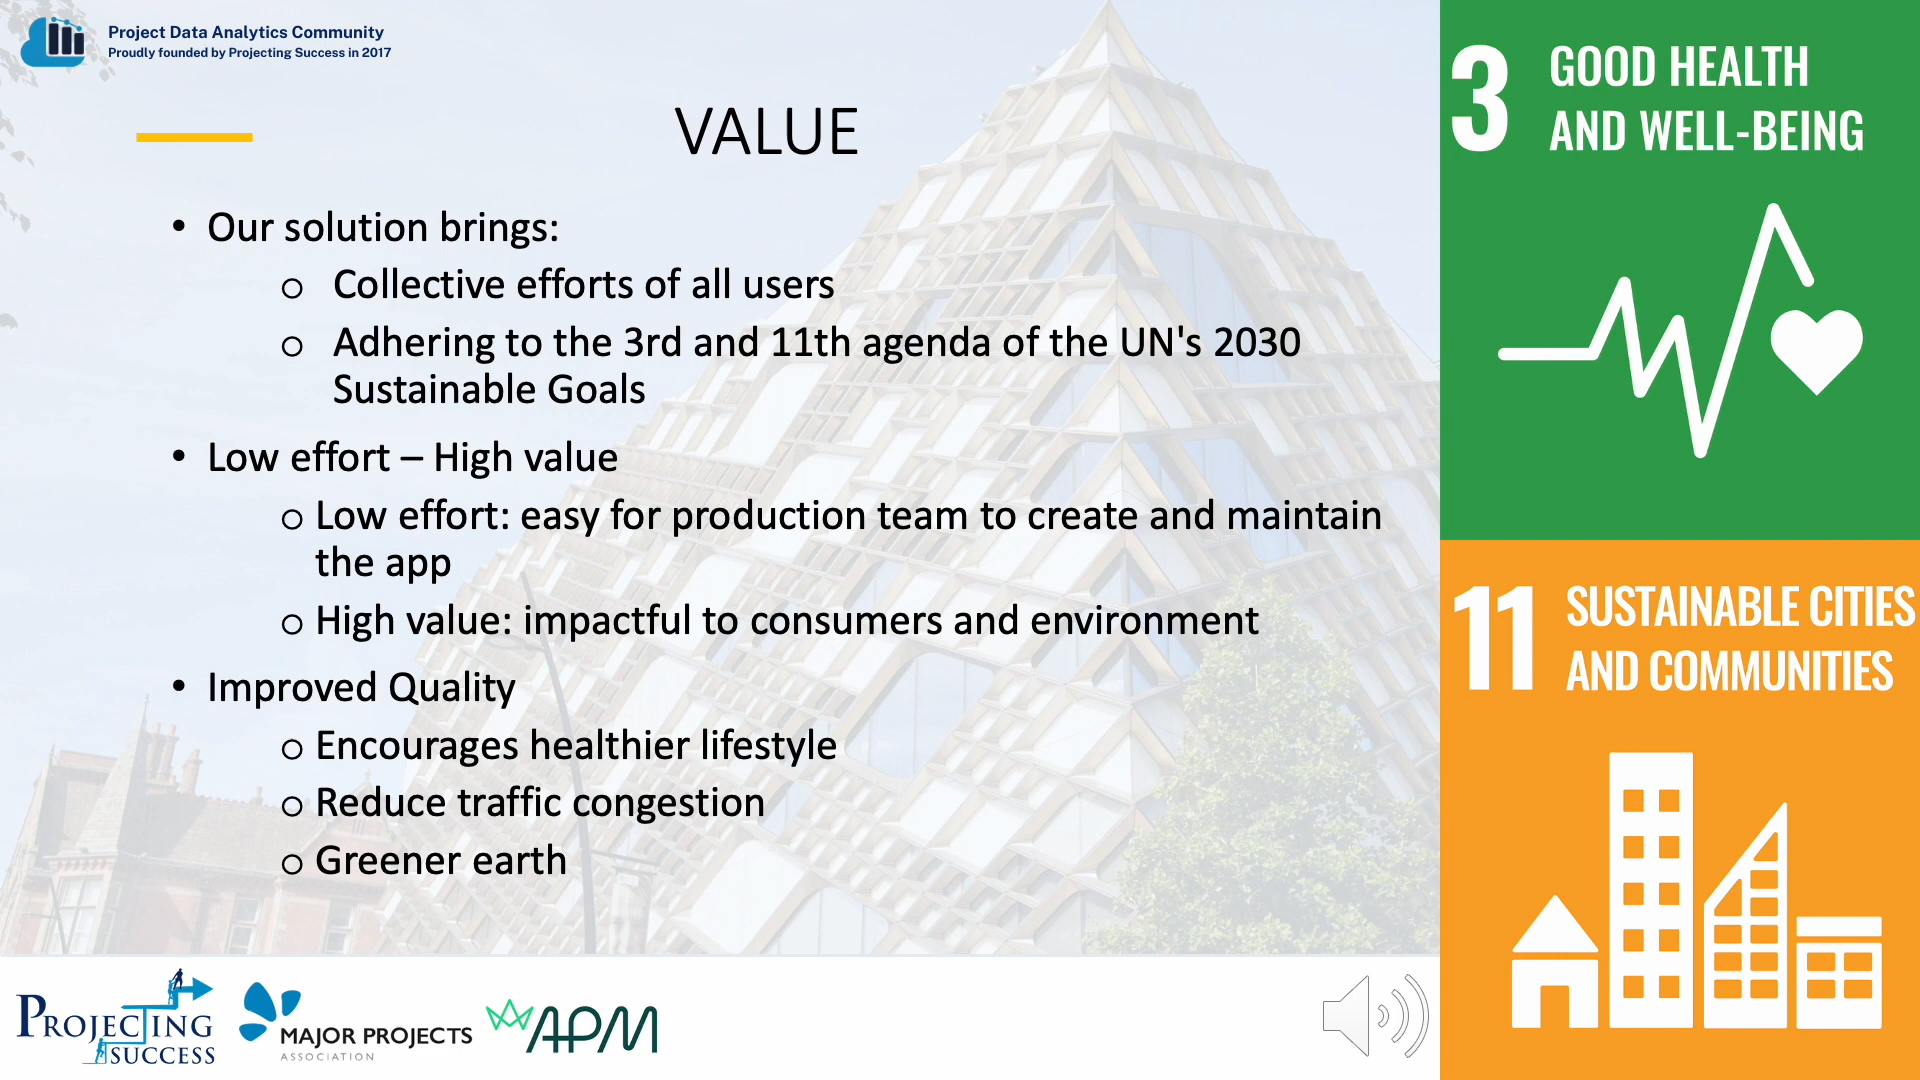 Project Data Analytics Community
Proudly founded by Projecting Success in 2017
VALUE
• Our solution brings:
o Collective efforts of all users
o Adhering to the 3rd and 11th agenda of the UN's 2030
Sustainable Goals
• Low effort – High value
o Low effort: easy for production team to create and maintain
the app
o High value: impactful to consumers and environment
• Improved Quality
o Encourages healthier lifestyle
o Reduce traffic congestion
o Greener earth
PROJECTING
SUCCESS
MAJOR PROJECTS
ASSOCIATION
APM
3 GOOD HEALTH
AND WELL-BEING
11 SUSTAINABLE CITIES
AND COMMUNITIES